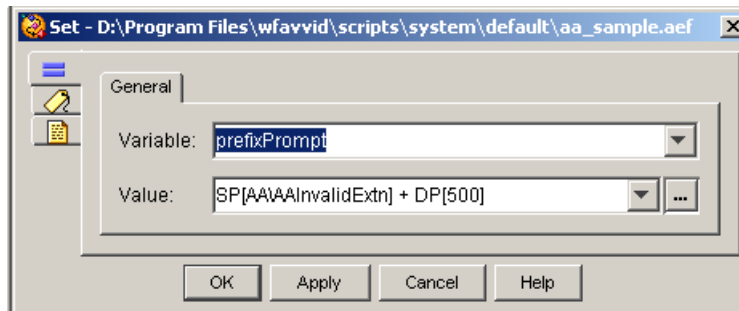 Set - D:\Program Files\wfavvid\scripts\system\default\aa_sample.aef
General
Variable: prefixPrompt
Value: SP[AA\AAInvalidExtn] + DP[500] ...
OK Apply Cancel Help